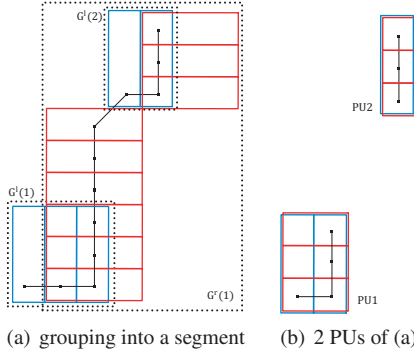 G^l(2)
PU2
G^l(1)
G^r(1)
PU1
(a) grouping into a segment
(b) 2 PUs of (a)